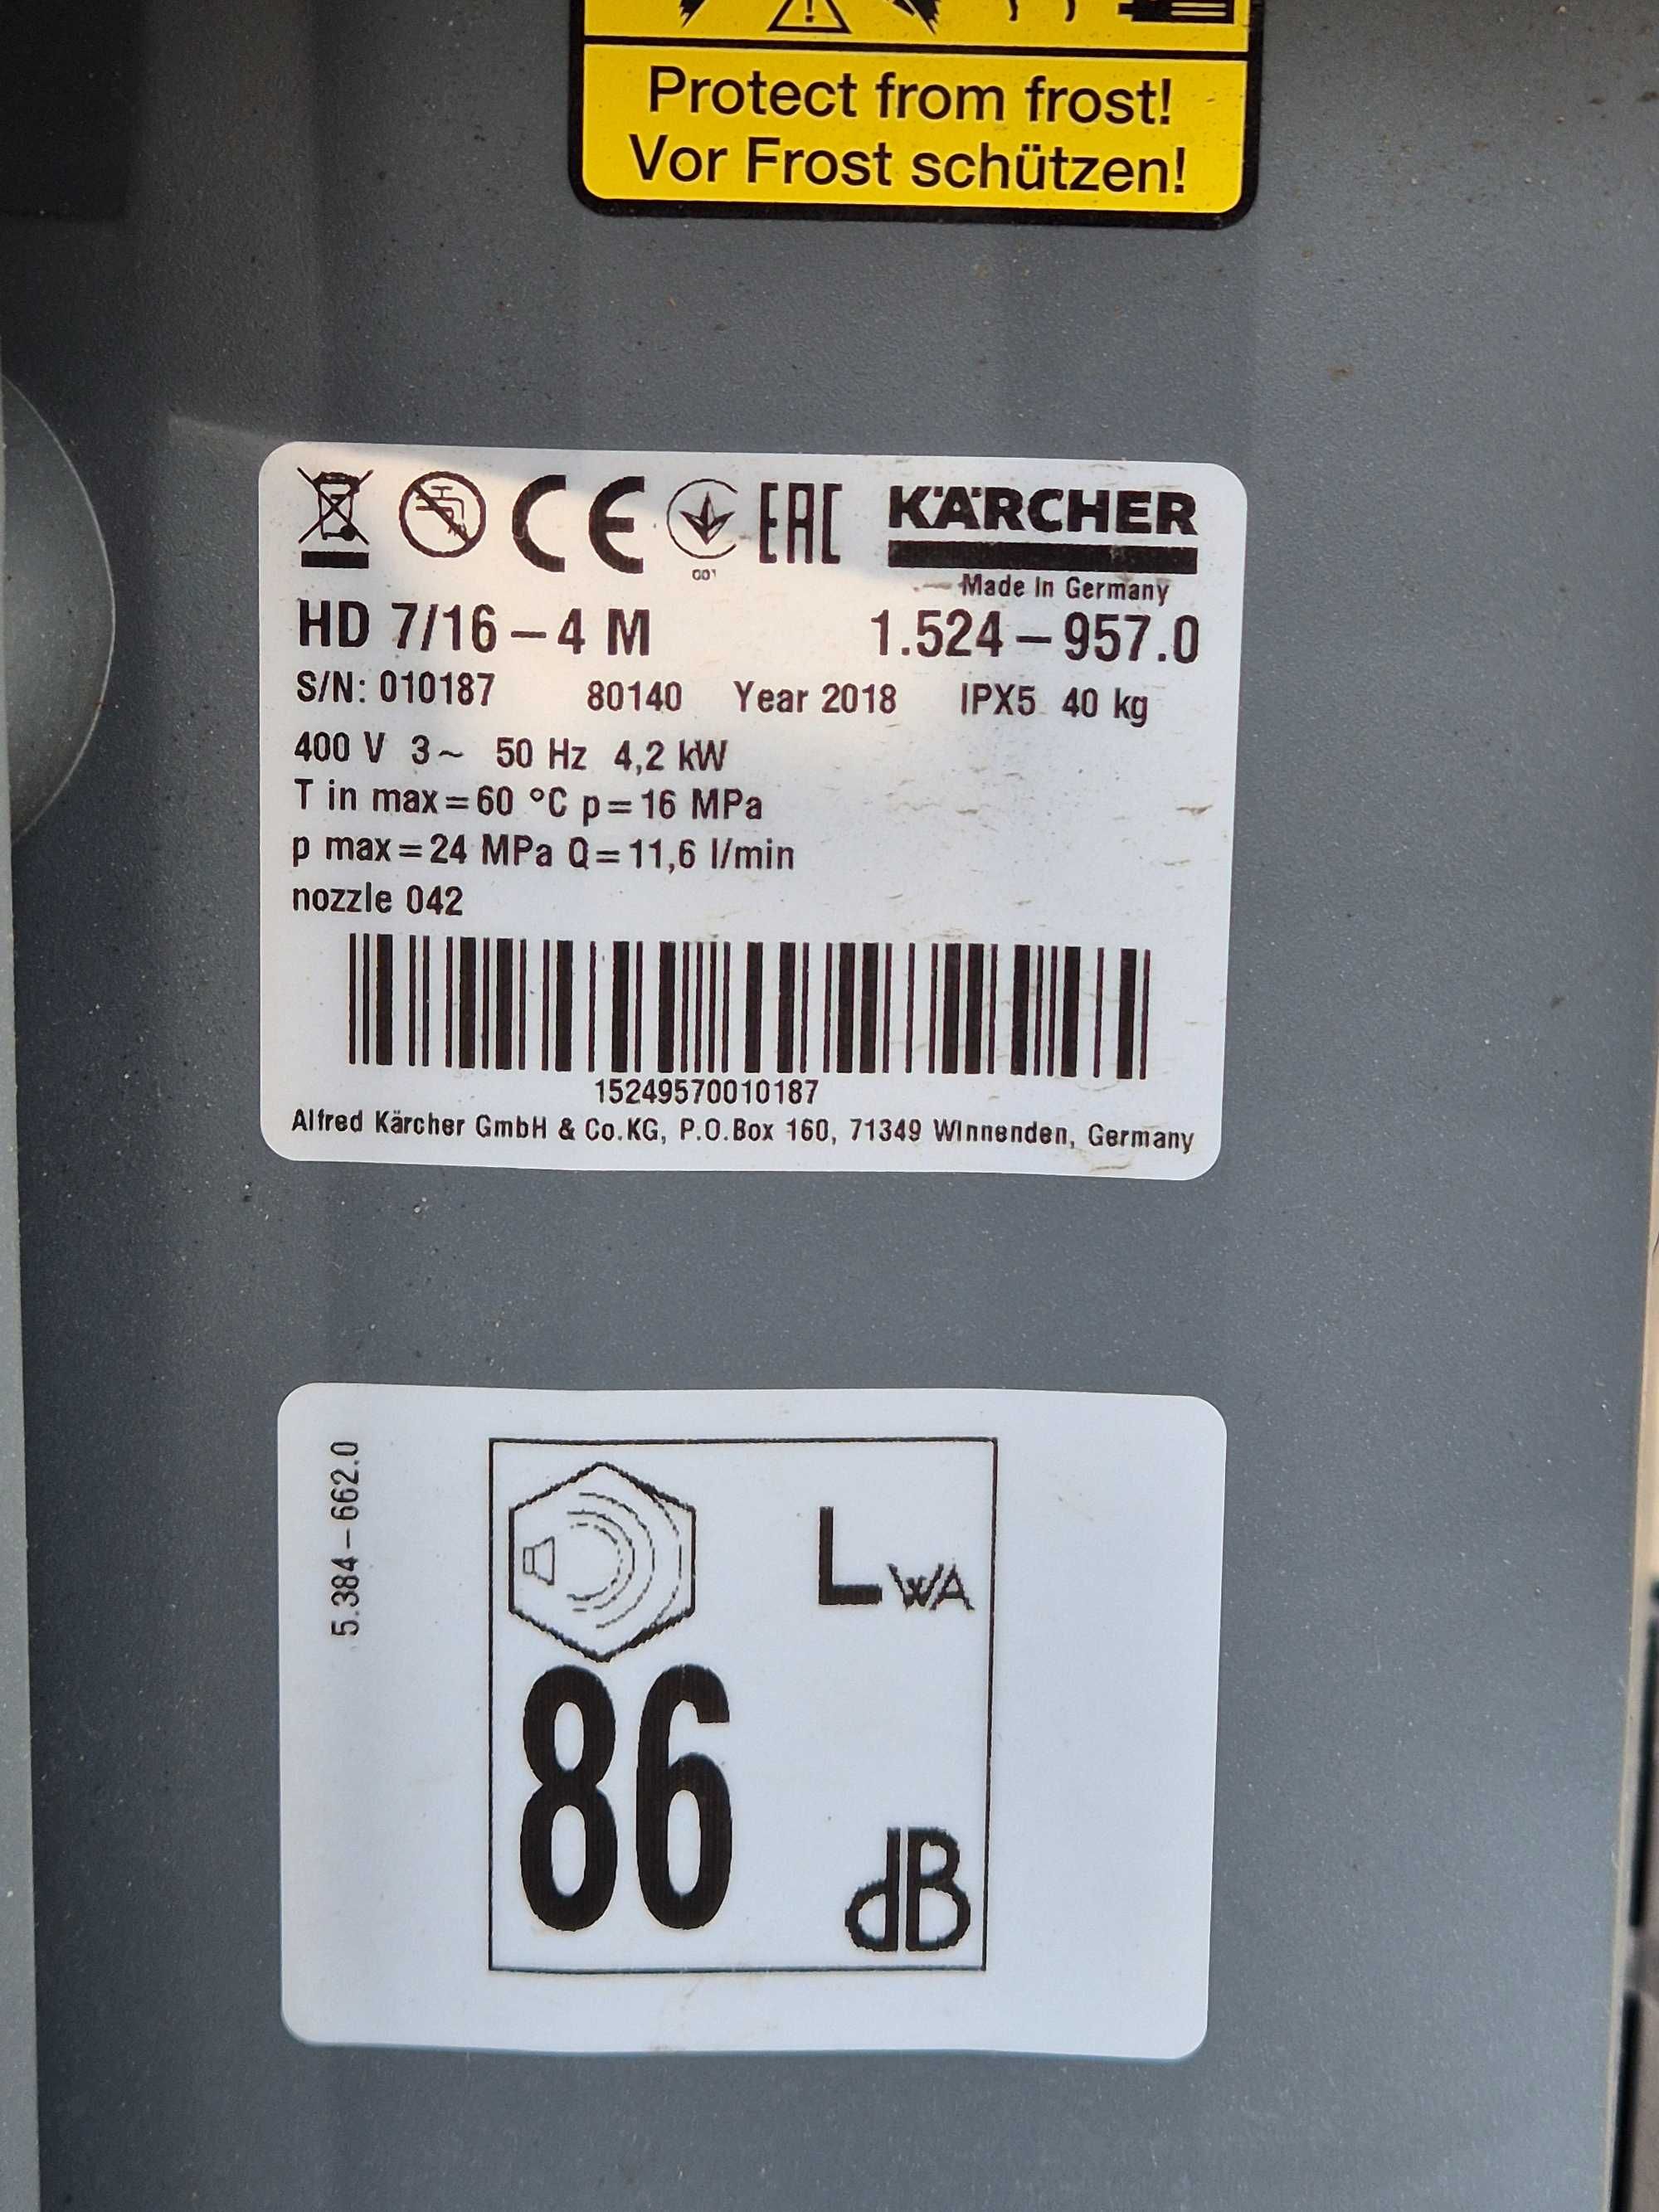 Protect from frost!
Vor Frost schützen!
CE EAC KÄRCHER
001
Made in Germany
HD 7/16-4 M 1.524-957.0
S/N: 010187 80140 Year 2018 IPX5 40 kg
400 V 3~ 50 Hz 4,2 kW
T in max=60 °C p=16 MPa
p max=24 MPa Q=11,6 l/min
nozzle 042
15249570010187
Alfred Kärcher GmbH & Co.KG, P.O.Box 160, 71349 Winnenden, Germany
5.384-662.0
LWA
86
dB